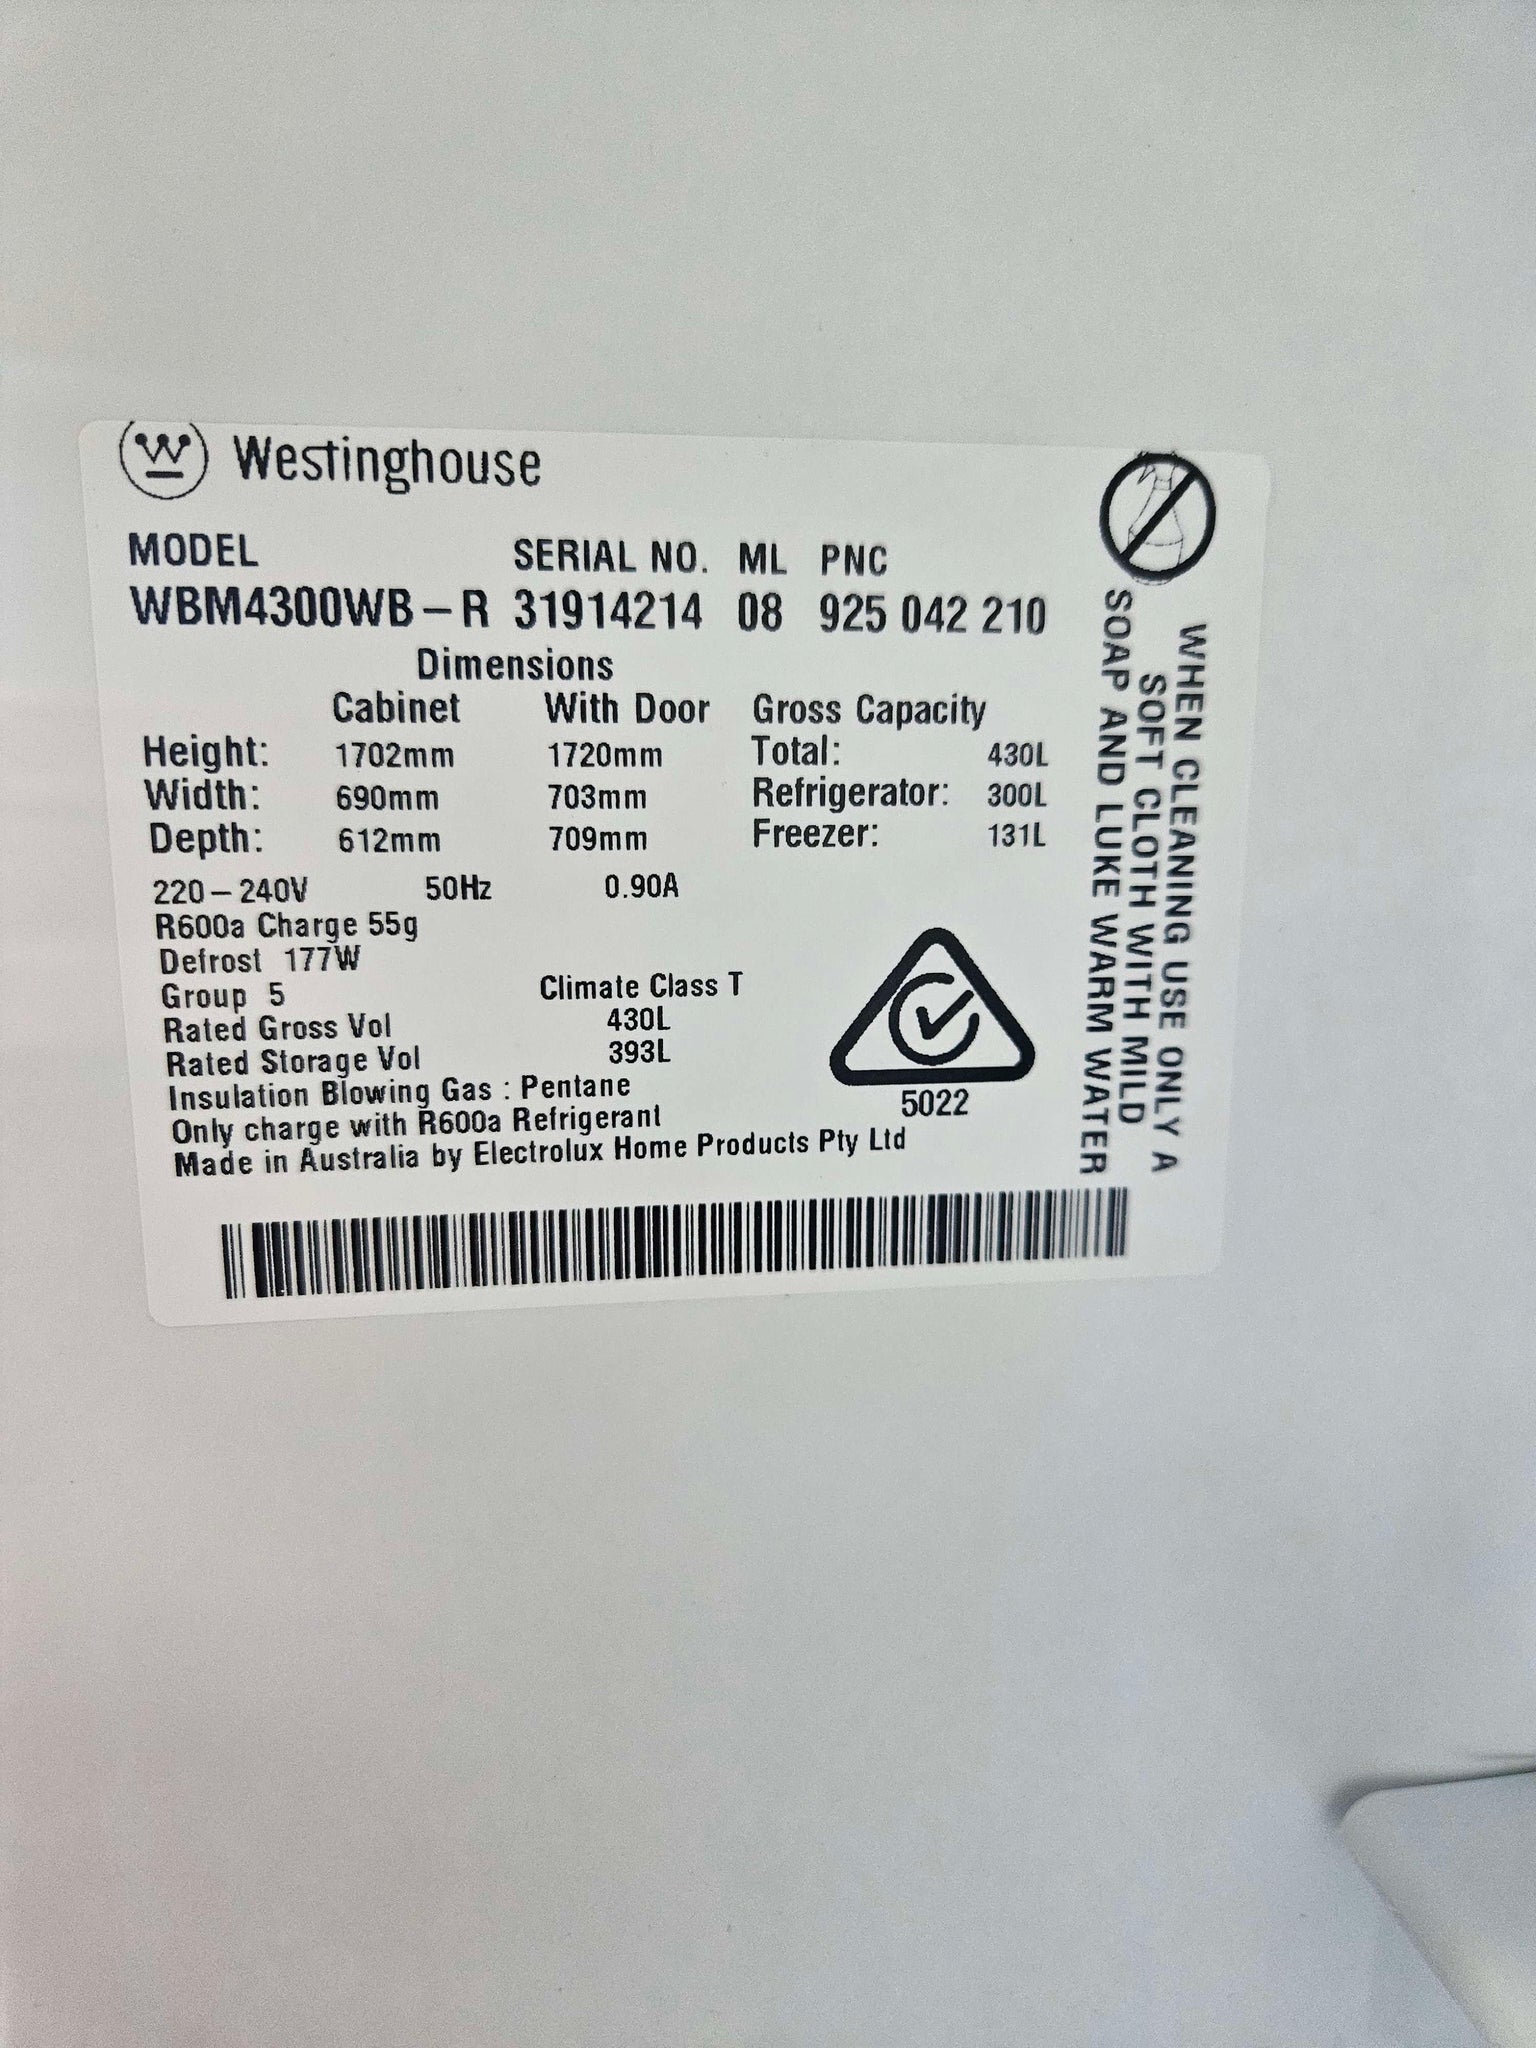 Westinghouse
MODEL SERIAL NO. ML PNC
WBM4300WB-R 31914214 08 925 042 210
Dimensions
Cabinet With Door Gross Capacity
Height: 1702mm 1720mm Total: 430L
Width: 690mm 703mm Refrigerator: 300L
Depth: 612mm 709mm Freezer: 131L
220-240V 50Hz 0.90A
R600a Charge 55g
Defrost 177W
Group 5 Climate Class T
Rated Gross Vol 430L
Rated Storage Vol 393L
Insulation Blowing Gas : Pentane
Only charge with R600a Refrigerant
Made in Australia by Electrolux Home Products Pty Ltd
5022
WHEN CLEANING USE ONLY A
SOFT CLOTH WITH MILD
SOAP AND LUKE WARM WATER